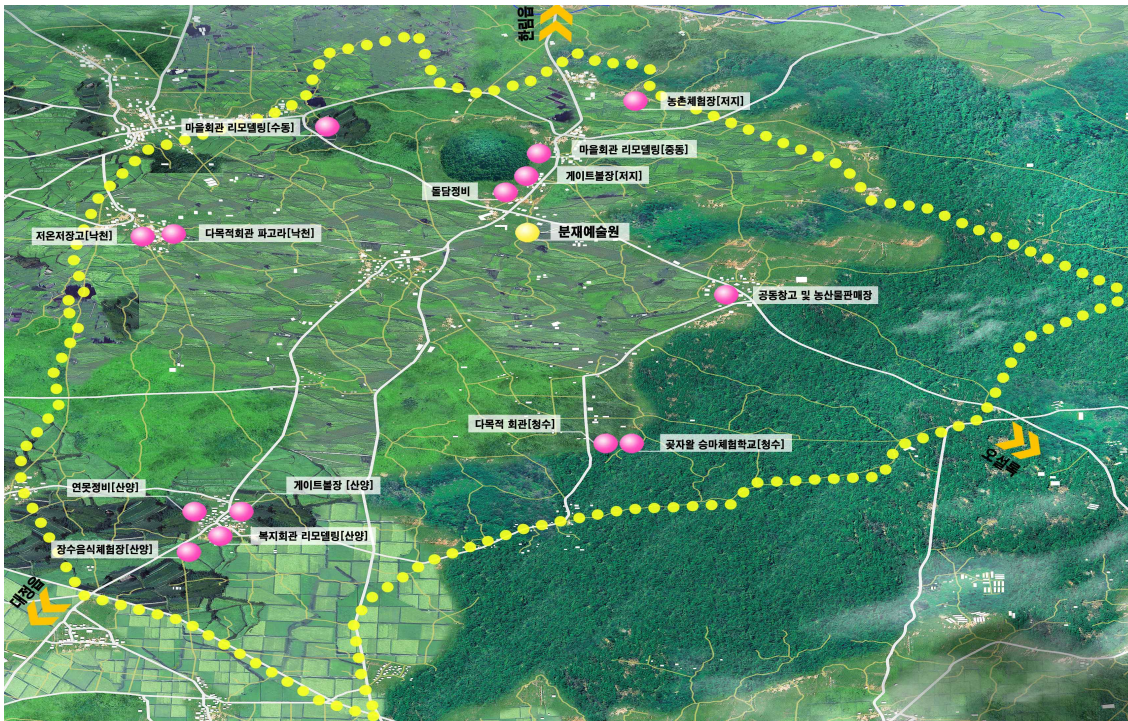 한림읍
농촌체험장[저지]
마을회관 리모델링[수동]
마을회관 리모델링[중동]
게이트볼장[저지]
돌담정비
저온저장고[낙천]
다목적회관 파고라[낙천]
분재예술원
공동창고 및 농산물판매장
다목적 회관[청수]
곶자왈 승마체험학교[청수]
오설록
연못정비[산양]
게이트볼장 [산양]
복지회관 리모델링[산양]
장수음식체험장[산양]
대정읍